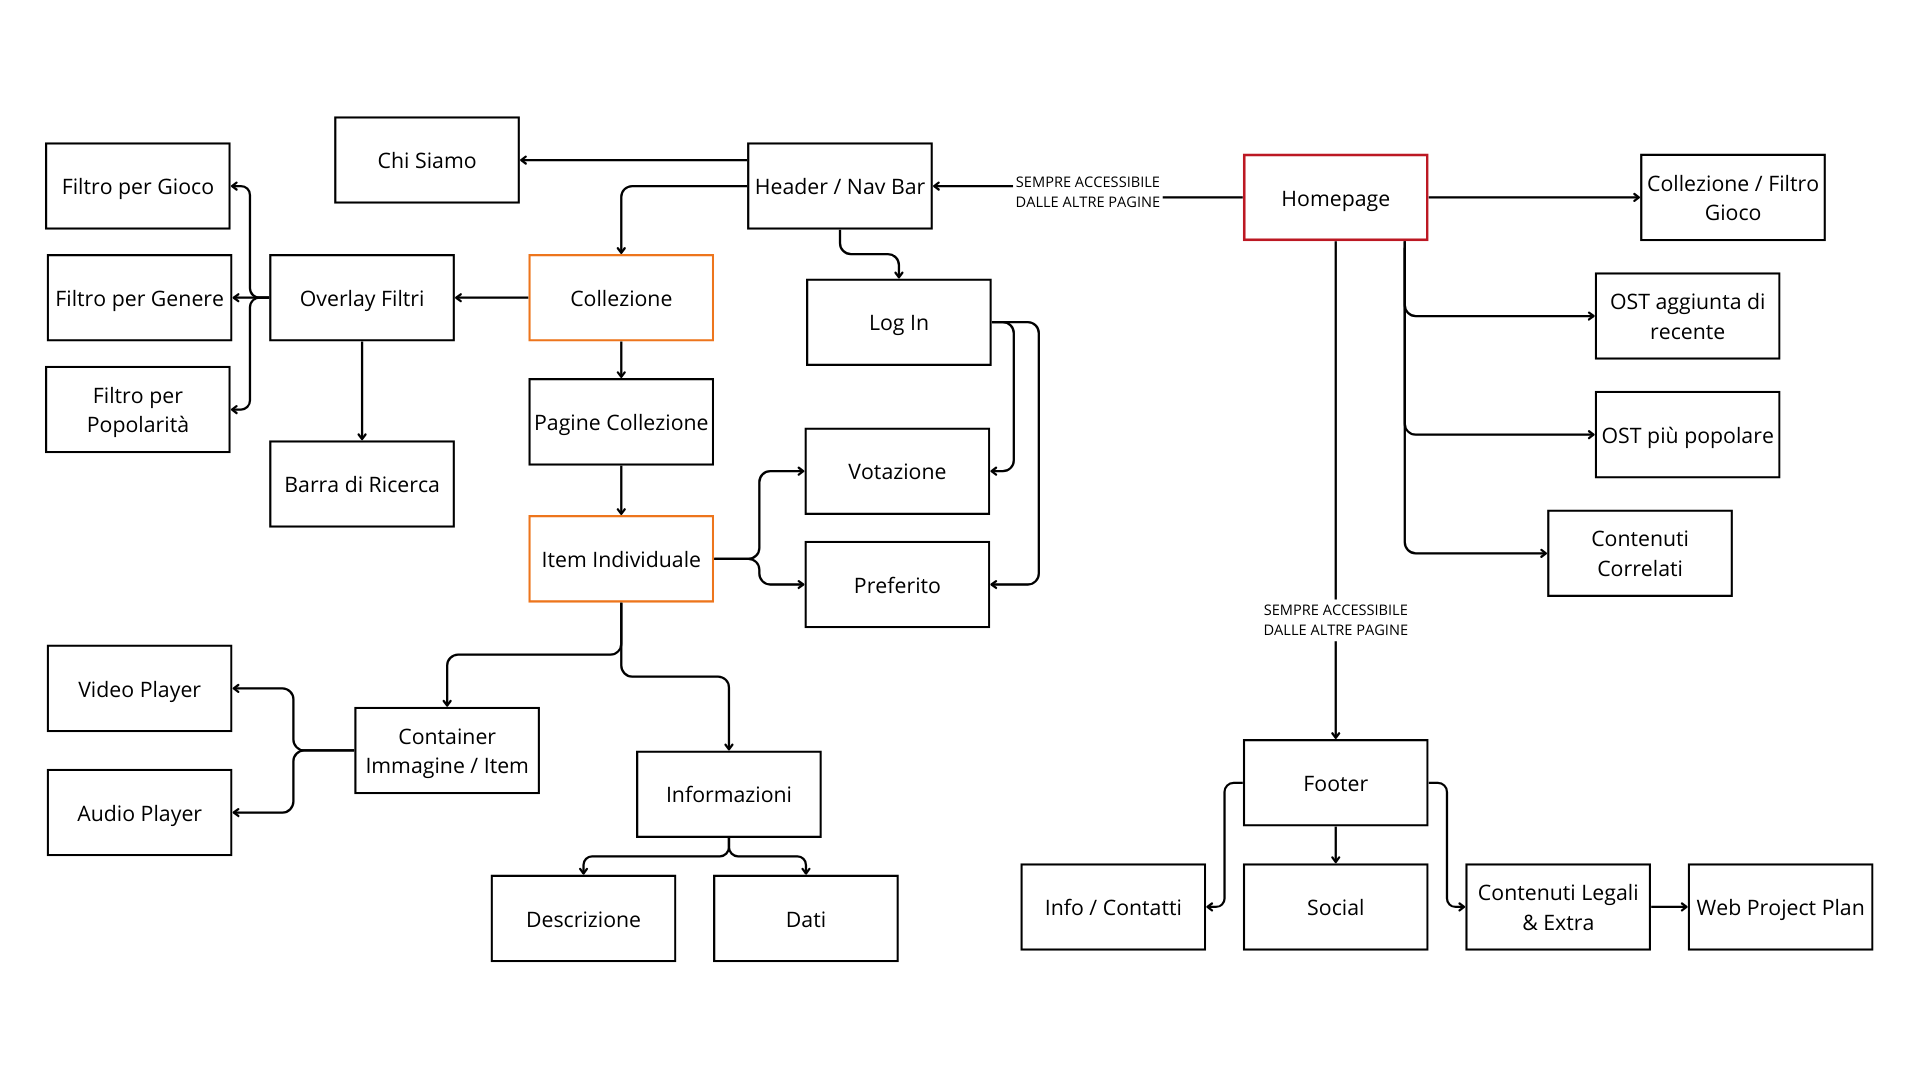 Chi Siamo
Filtro per Gioco
Header / Nav Bar
SEMPRE ACCESSIBILE
DALLE ALTRE PAGINE
Homepage
Collezione / Filtro
Gioco
Filtro per Genere
Overlay Filtri
Collezione
Log In
OST aggiunta di
recente
Filtro per
Popolarità
Pagine Collezione
OST più popolare
Barra di Ricerca
Votazione
Item Individuale
Preferito
Contenuti
Correlati
SEMPRE ACCESSIBILE
DALLE ALTRE PAGINE
Video Player
Container
Immagine / Item
Audio Player
Informazioni
Footer
Descrizione
Dati
Info / Contatti
Social
Contenuti Legali
& Extra
Web Project Plan